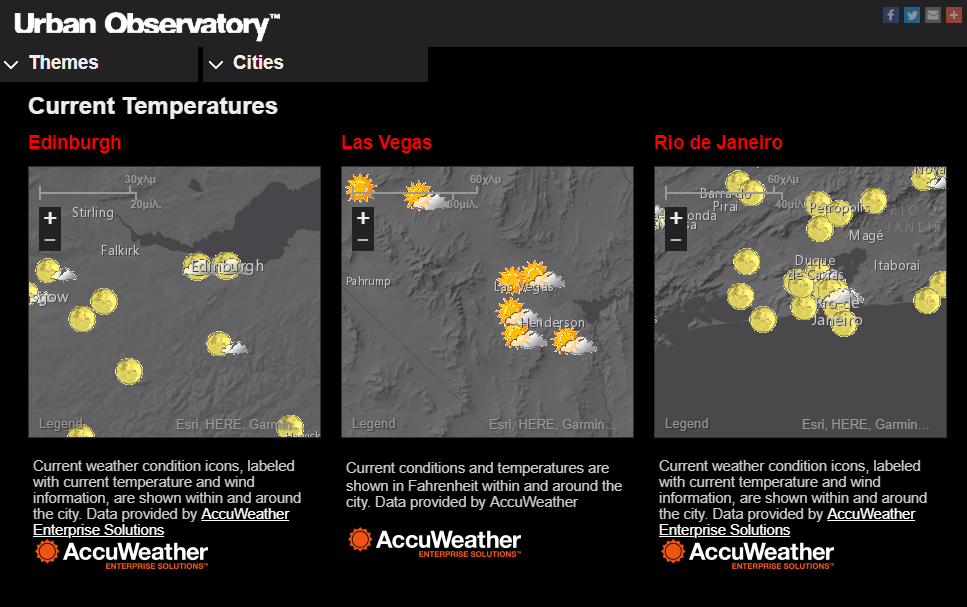 Urban Observatory™
Themes
Cities
Current Temperatures
Edinburgh
Las Vegas
Rio de Janeiro
30χλμ
20μίλ.
+
−
Stirling
Falkirk
Edinburgh
sgow
Legend
Esri, HERE, Garmin...
60χλμ
+
−
Pahrump
Las Vegas
Henderson
Legend
Esri, HERE, Garmin...
60χλμ
40μίλ.
+
−
Barra do
Piraí
Petrópolis
Magé
Duque
de Caxias
Itaboraí
Rio de
Janeiro
Legend
Esri, HERE, Garmin...
Current weather condition icons, labeled
with current temperature and wind
information, are shown within and around
the city. Data provided by AccuWeather
Enterprise Solutions
AccuWeather
ENTERPRISE SOLUTIONS™
Current conditions and temperatures are
shown in Fahrenheit within and around the
city. Data provided by AccuWeather
AccuWeather
ENTERPRISE SOLUTIONS™
Current weather condition icons, labeled
with current temperature and wind
information, are shown within and around
the city. Data provided by AccuWeather
Enterprise Solutions
AccuWeather
ENTERPRISE SOLUTIONS™